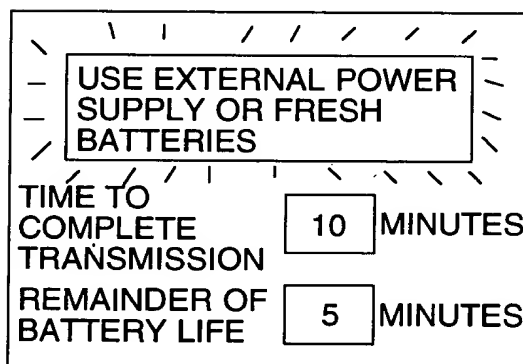 USE EXTERNAL POWER
SUPPLY OR FRESH
BATTERIES
TIME TO
COMPLETE
TRANSMISSION
10 MINUTES
REMAINDER OF
BATTERY LIFE
5 MINUTES